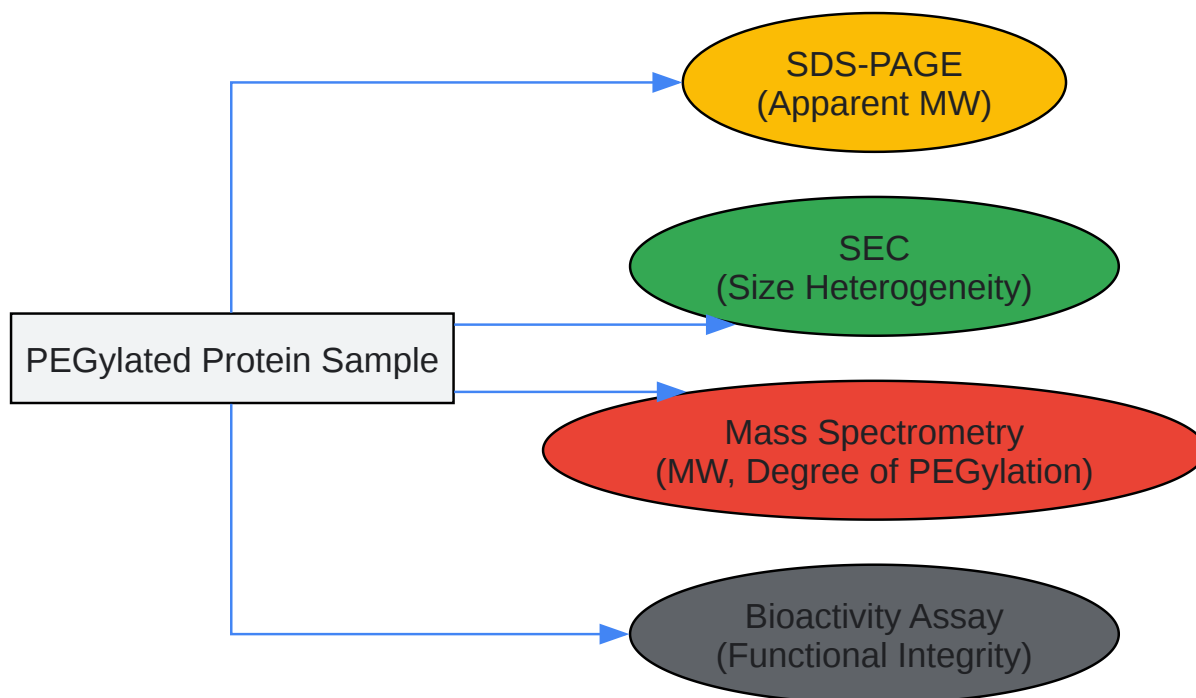 SDS-PAGE
(Apparent MW)
SEC
(Size Heterogeneity)
PEGylated Protein Sample
Mass Spectrometry
(MW, Degree of PEGylation)
Bioactivity Assay
(Functional Integrity)